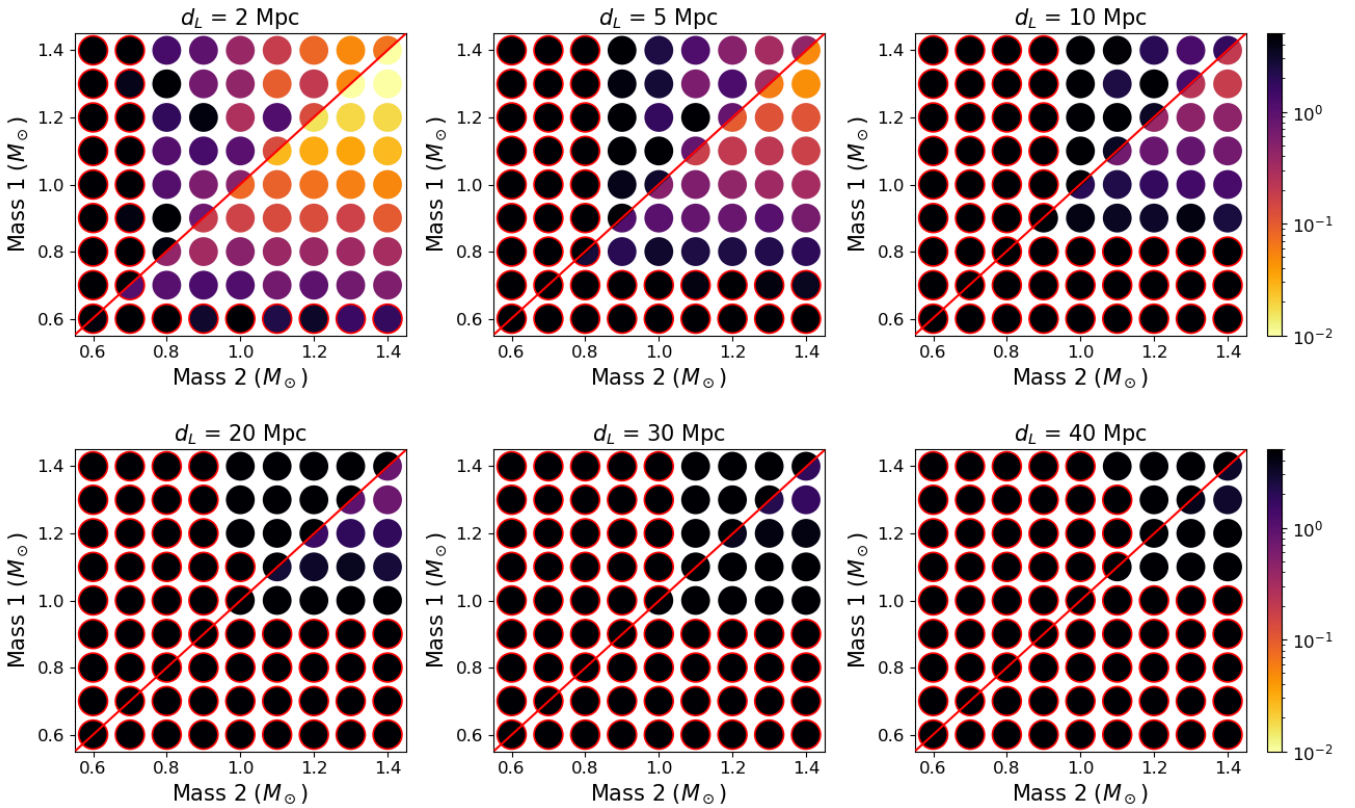 d_L = 2 Mpc
d_L = 5 Mpc
d_L = 10 Mpc
Mass 1 (M_⊙)
1.4
1.2
1.0
0.8
0.6
0.6 0.8 1.0 1.2 1.4
Mass 2 (M_⊙)
Mass 1 (M_⊙)
1.4
1.2
1.0
0.8
0.6
0.6 0.8 1.0 1.2 1.4
Mass 2 (M_⊙)
Mass 1 (M_⊙)
1.4
1.2
1.0
0.8
0.6
0.6 0.8 1.0 1.2 1.4
Mass 2 (M_⊙)
10^0
10^-1
10^-2
d_L = 20 Mpc
d_L = 30 Mpc
d_L = 40 Mpc
Mass 1 (M_⊙)
1.4
1.2
1.0
0.8
0.6
0.6 0.8 1.0 1.2 1.4
Mass 2 (M_⊙)
Mass 1 (M_⊙)
1.4
1.2
1.0
0.8
0.6
0.6 0.8 1.0 1.2 1.4
Mass 2 (M_⊙)
Mass 1 (M_⊙)
1.4
1.2
1.0
0.8
0.6
0.6 0.8 1.0 1.2 1.4
Mass 2 (M_⊙)
10^0
10^-1
10^-2